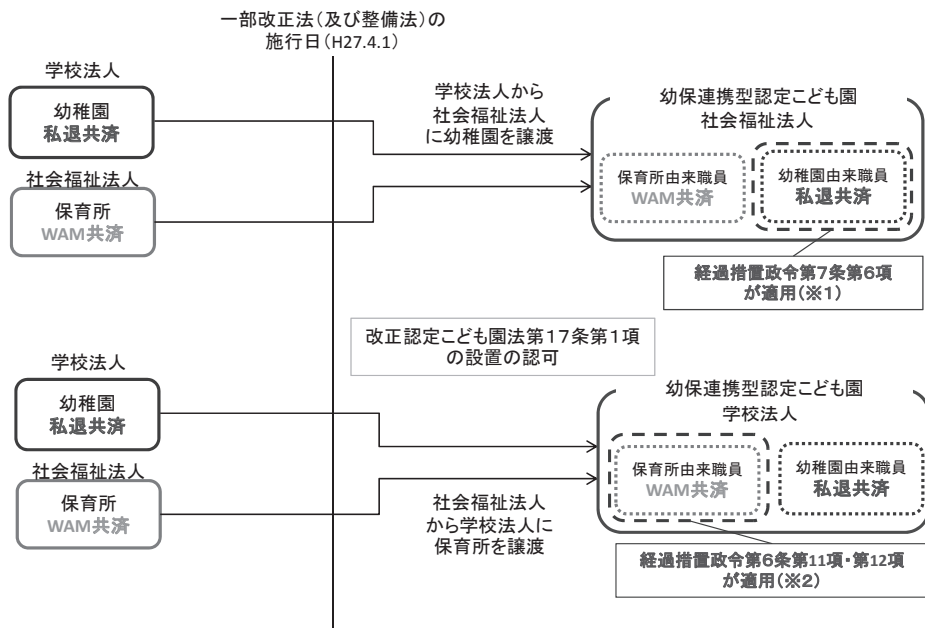 一部改正法(及び整備法)の
施行日(H27.4.1)
学校法人
幼稚園
私退共済
社会福祉法人
保育所
WAM共済
学校法人から
社会福祉法人
に幼稚園を譲渡
幼保連携型認定こども園
社会福祉法人
保育所由来職員
WAM共済
幼稚園由来職員
私退共済
経過措置政令第7条第6項
が適用(※1)
改正認定こども園法第17条第1項
の設置の認可
学校法人
幼稚園
私退共済
社会福祉法人
保育所
WAM共済
社会福祉法人
から学校法人に
保育所を譲渡
幼保連携型認定こども園
学校法人
保育所由来職員
WAM共済
幼稚園由来職員
私退共済
経過措置政令第6条第11項・第12項
が適用(※2)